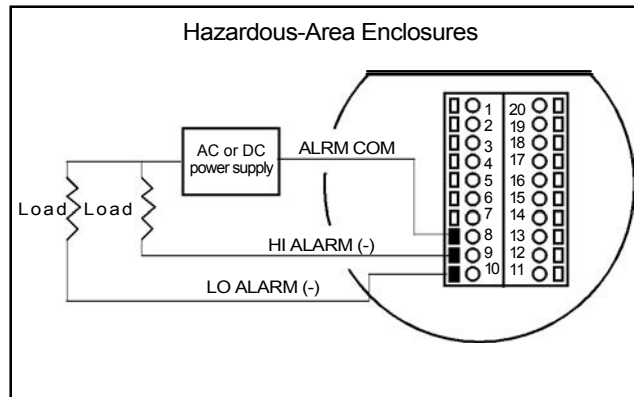 Hazardous-Area Enclosures
AC or DC
power supply
ALRM COM
Load
Load
HI ALARM (-)
LO ALARM (-)
1 20
2 19
3 18
4 17
5 16
6 15
7 14
8 13
9 12
10 11